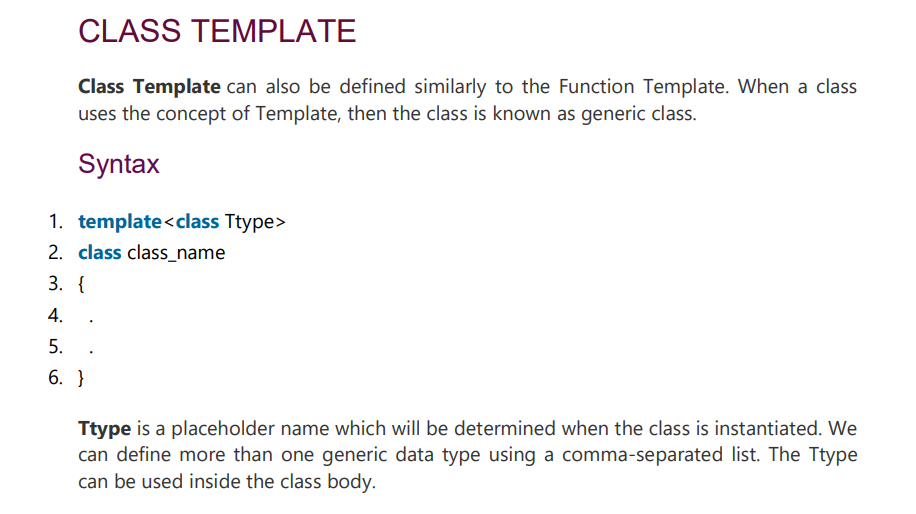 CLASS TEMPLATE
Class Template can also be defined similarly to the Function Template. When a class
uses the concept of Template, then the class is known as generic class.
Syntax
1. template<class Ttype>
2. class class_name
3. {
4. .
5. .
6. }
Ttype is a placeholder name which will be determined when the class is instantiated. We
can define more than one generic data type using a comma-separated list. The Ttype
can be used inside the class body.